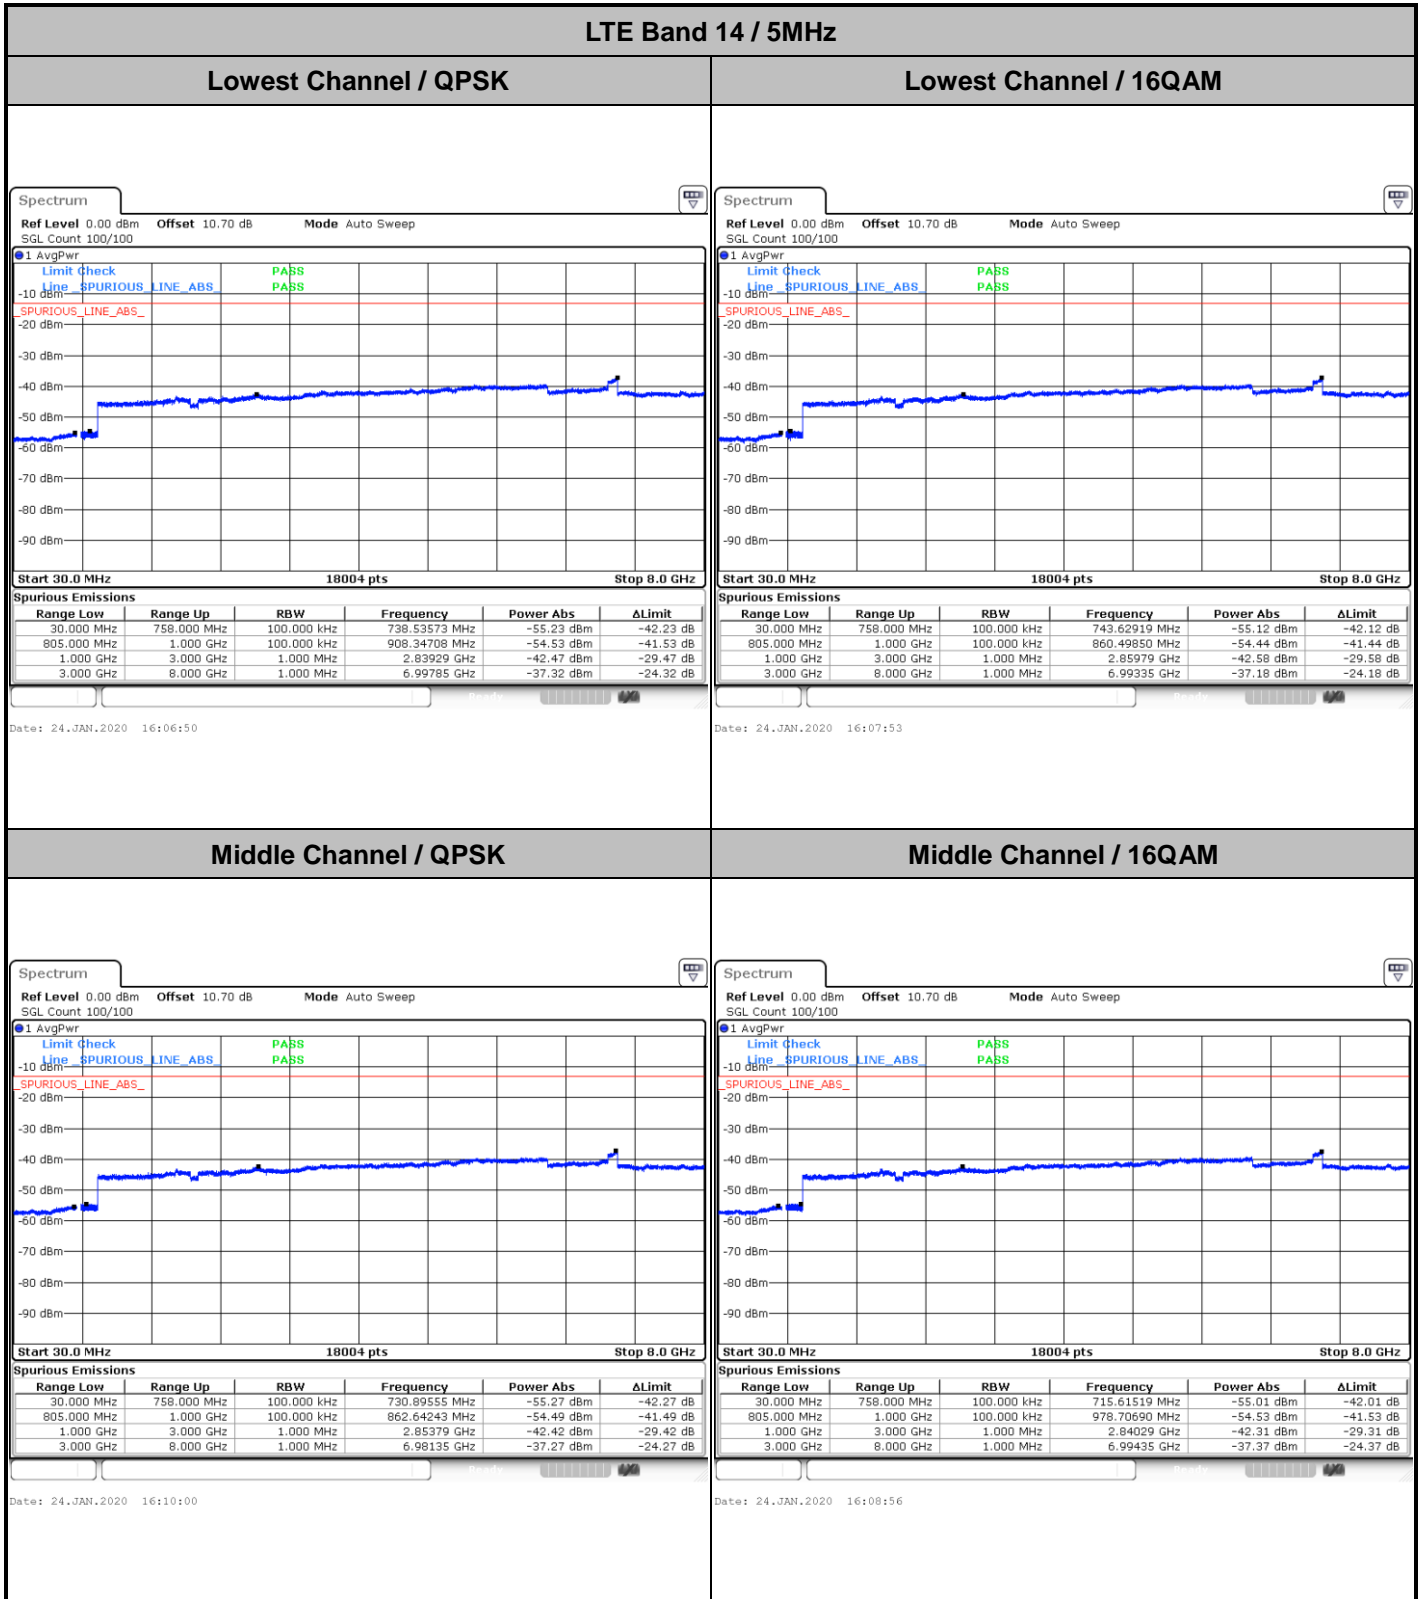 LTE Band 14 / 5MHz
Lowest Channel / QPSK
Lowest Channel / 16QAM
Spectrum
Ref Level 0.00 dBm Offset 10.70 dB Mode Auto Sweep
SGL Count 100/100
1 AvgPwr
Limit Check PASS
Line _SPURIOUS_LINE_ABS_ PASS
-10 dBm
_SPURIOUS_LINE_ABS_
-20 dBm
-30 dBm
-40 dBm
-50 dBm
-60 dBm
-70 dBm
-80 dBm
-90 dBm
Start 30.0 MHz 18004 pts Stop 8.0 GHz
Spurious Emissions
Range Low Range Up RBW Frequency Power Abs ΔLimit
30.000 MHz 758.000 MHz 100.000 kHz 738.53573 MHz -55.23 dBm -42.23 dB
805.000 MHz 1.000 GHz 100.000 kHz 908.34708 MHz -54.53 dBm -41.53 dB
1.000 GHz 3.000 GHz 1.000 MHz 2.83929 GHz -42.47 dBm -29.47 dB
3.000 GHz 8.000 GHz 1.000 MHz 6.99785 GHz -37.32 dBm -24.32 dB
Ready
Date: 24.JAN.2020 16:06:50
Spectrum
Ref Level 0.00 dBm Offset 10.70 dB Mode Auto Sweep
SGL Count 100/100
1 AvgPwr
Limit Check PASS
Line _SPURIOUS_LINE_ABS_ PASS
-10 dBm
_SPURIOUS_LINE_ABS_
-20 dBm
-30 dBm
-40 dBm
-50 dBm
-60 dBm
-70 dBm
-80 dBm
-90 dBm
Start 30.0 MHz 18004 pts Stop 8.0 GHz
Spurious Emissions
Range Low Range Up RBW Frequency Power Abs ΔLimit
30.000 MHz 758.000 MHz 100.000 kHz 743.62919 MHz -55.12 dBm -42.12 dB
805.000 MHz 1.000 GHz 100.000 kHz 860.49850 MHz -54.44 dBm -41.44 dB
1.000 GHz 3.000 GHz 1.000 MHz 2.85979 GHz -42.58 dBm -29.58 dB
3.000 GHz 8.000 GHz 1.000 MHz 6.99335 GHz -37.18 dBm -24.18 dB
Ready
Date: 24.JAN.2020 16:07:53
Middle Channel / QPSK
Middle Channel / 16QAM
Spectrum
Ref Level 0.00 dBm Offset 10.70 dB Mode Auto Sweep
SGL Count 100/100
1 AvgPwr
Limit Check PASS
Line _SPURIOUS_LINE_ABS_ PASS
-10 dBm
_SPURIOUS_LINE_ABS_
-20 dBm
-30 dBm
-40 dBm
-50 dBm
-60 dBm
-70 dBm
-80 dBm
-90 dBm
Start 30.0 MHz 18004 pts Stop 8.0 GHz
Spurious Emissions
Range Low Range Up RBW Frequency Power Abs ΔLimit
30.000 MHz 758.000 MHz 100.000 kHz 730.89555 MHz -55.27 dBm -42.27 dB
805.000 MHz 1.000 GHz 100.000 kHz 862.64243 MHz -54.49 dBm -41.49 dB
1.000 GHz 3.000 GHz 1.000 MHz 2.85379 GHz -42.42 dBm -29.42 dB
3.000 GHz 8.000 GHz 1.000 MHz 6.98135 GHz -37.27 dBm -24.27 dB
Ready
Date: 24.JAN.2020 16:10:00
Spectrum
Ref Level 0.00 dBm Offset 10.70 dB Mode Auto Sweep
SGL Count 100/100
1 AvgPwr
Limit Check PASS
Line _SPURIOUS_LINE_ABS_ PASS
-10 dBm
_SPURIOUS_LINE_ABS_
-20 dBm
-30 dBm
-40 dBm
-50 dBm
-60 dBm
-70 dBm
-80 dBm
-90 dBm
Start 30.0 MHz 18004 pts Stop 8.0 GHz
Spurious Emissions
Range Low Range Up RBW Frequency Power Abs ΔLimit
30.000 MHz 758.000 MHz 100.000 kHz 715.61519 MHz -55.01 dBm -42.01 dB
805.000 MHz 1.000 GHz 100.000 kHz 978.70690 MHz -54.53 dBm -41.53 dB
1.000 GHz 3.000 GHz 1.000 MHz 2.84029 GHz -42.31 dBm -29.31 dB
3.000 GHz 8.000 GHz 1.000 MHz 6.99435 GHz -37.37 dBm -24.37 dB
Ready
Date: 24.JAN.2020 16:08:56